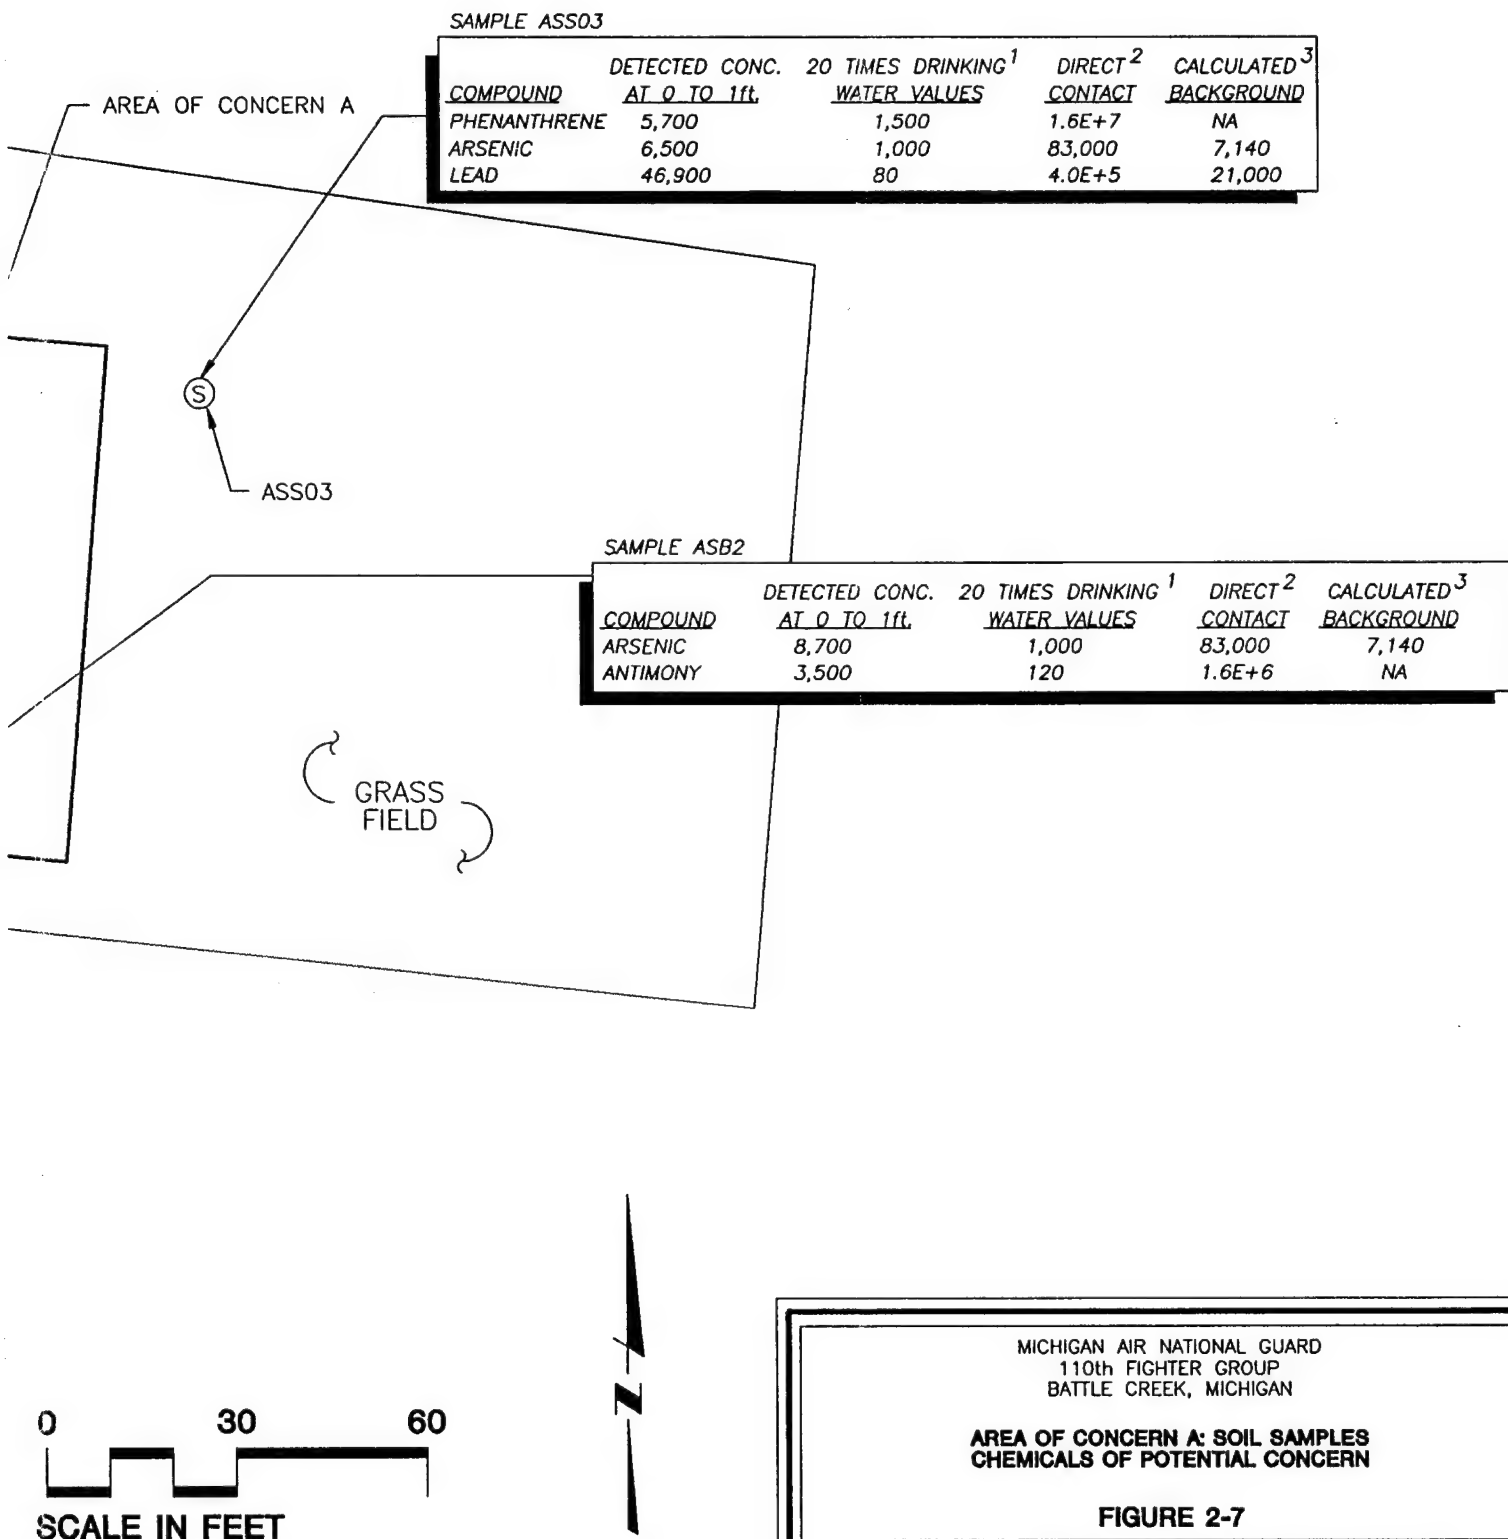 SAMPLE ASS03
DETECTED CONC. 20 TIMES DRINKING 1 DIRECT 2 CALCULATED 3
COMPOUND AT 0 TO 1ft. WATER VALUES CONTACT BACKGROUND
PHENANTHRENE 5,700 1,500 1.6E+7 NA
ARSENIC 6,500 1,000 83,000 7,140
LEAD 46,900 80 4.0E+5 21,000
AREA OF CONCERN A
S
ASS03
SAMPLE ASB2
DETECTED CONC. 20 TIMES DRINKING 1 DIRECT 2 CALCULATED 3
COMPOUND AT 0 TO 1ft. WATER VALUES CONTACT BACKGROUND
ARSENIC 8,700 1,000 83,000 7,140
ANTIMONY 3,500 120 1.6E+6 NA
GRASS
FIELD
N
0 30 60
SCALE IN FEET
MICHIGAN AIR NATIONAL GUARD
110th FIGHTER GROUP
BATTLE CREEK, MICHIGAN
AREA OF CONCERN A: SOIL SAMPLES
CHEMICALS OF POTENTIAL CONCERN
FIGURE 2-7